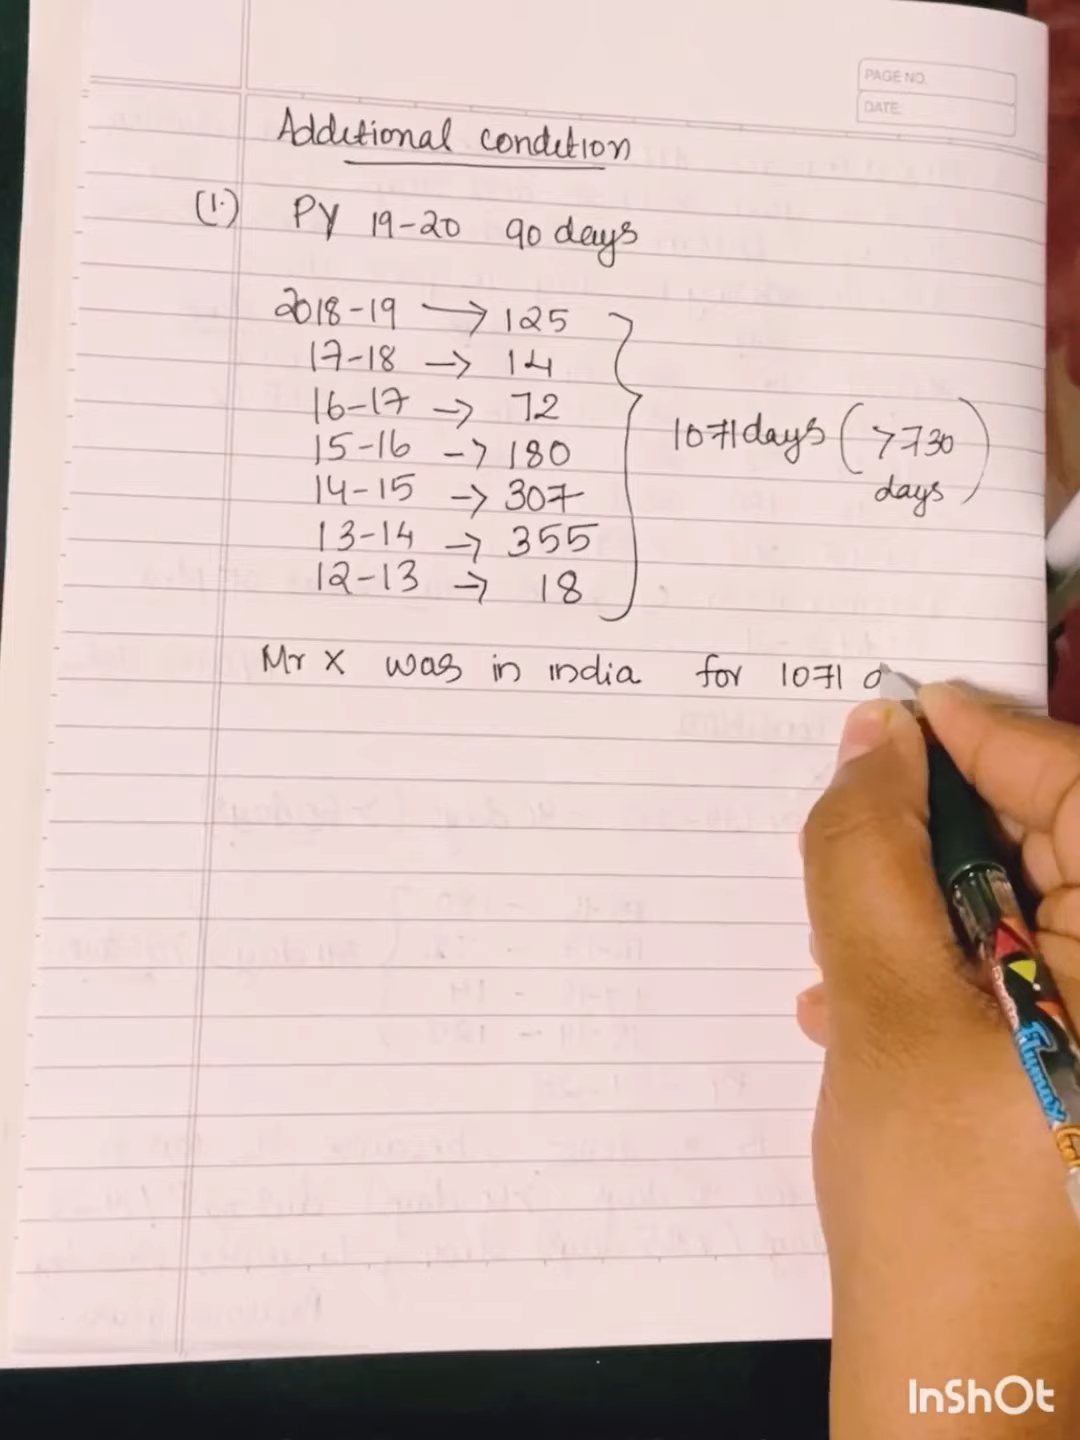 PAGE NO.
DATE:
Additional condition
(1.) PY 19-20 90 days
2018-19 → 125
17-18 → 14
16-17 → 72
15-16 → 180
14-15 → 307
13-14 → 355
12-13 → 18
1071 days (>730 days)
Mr X was in india for 1071 d
InShOt